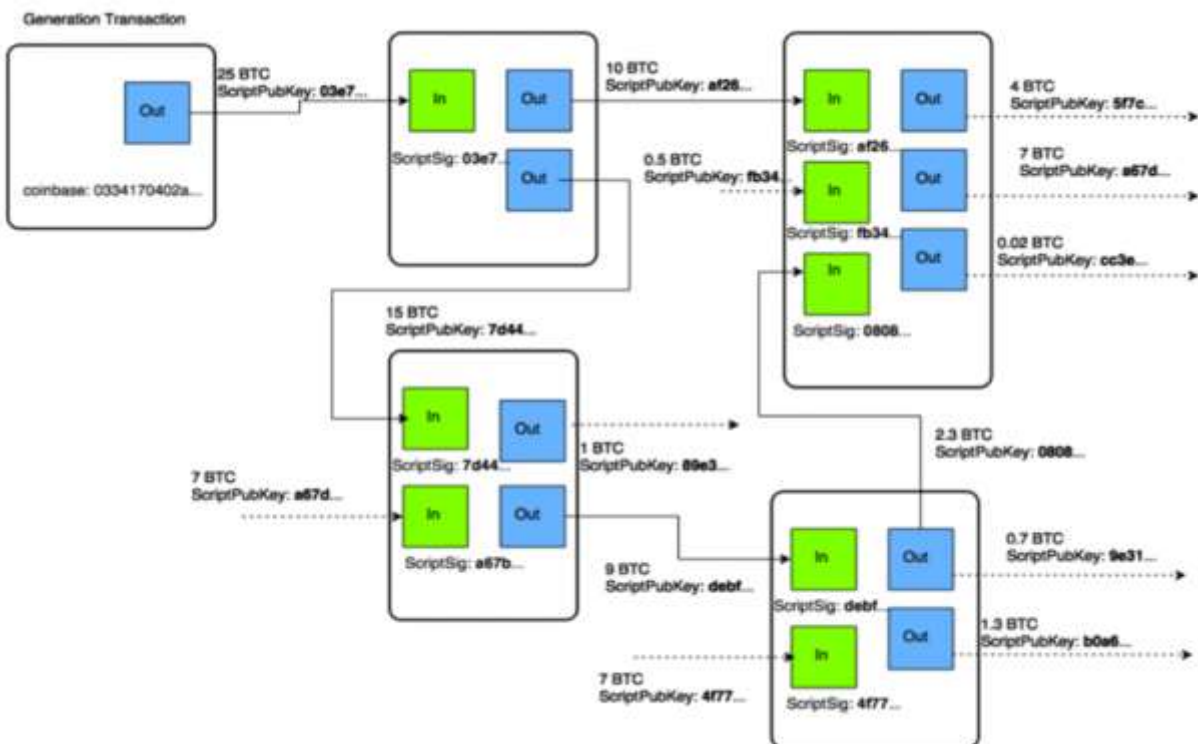 Generation Transaction
Out
coinbase: 0334170402a...
25 BTC
ScriptPubKey: 03e7...
In
Out
ScriptSig: 03e7...
Out
10 BTC
ScriptPubKey: af26...
0.5 BTC
ScriptPubKey: fb34...
In
Out
ScriptSig: af26...
In
Out
ScriptSig: fb34...
In
Out
ScriptSig: 0808...
4 BTC
ScriptPubKey: 5f7c...
7 BTC
ScriptPubKey: a67d...
0.02 BTC
ScriptPubKey: cc3e...
15 BTC
ScriptPubKey: 7d44...
In
Out
ScriptSig: 7d44...
In
Out
ScriptSig: a67b...
7 BTC
ScriptPubKey: a67d...
1 BTC
ScriptPubKey: 89e3...
9 BTC
ScriptPubKey: debf...
2.3 BTC
ScriptPubKey: 0808...
In
Out
ScriptSig: debf...
In
Out
ScriptSig: 4f77...
7 BTC
ScriptPubKey: 4f77...
0.7 BTC
ScriptPubKey: 9e31...
1.3 BTC
ScriptPubKey: b0a6...